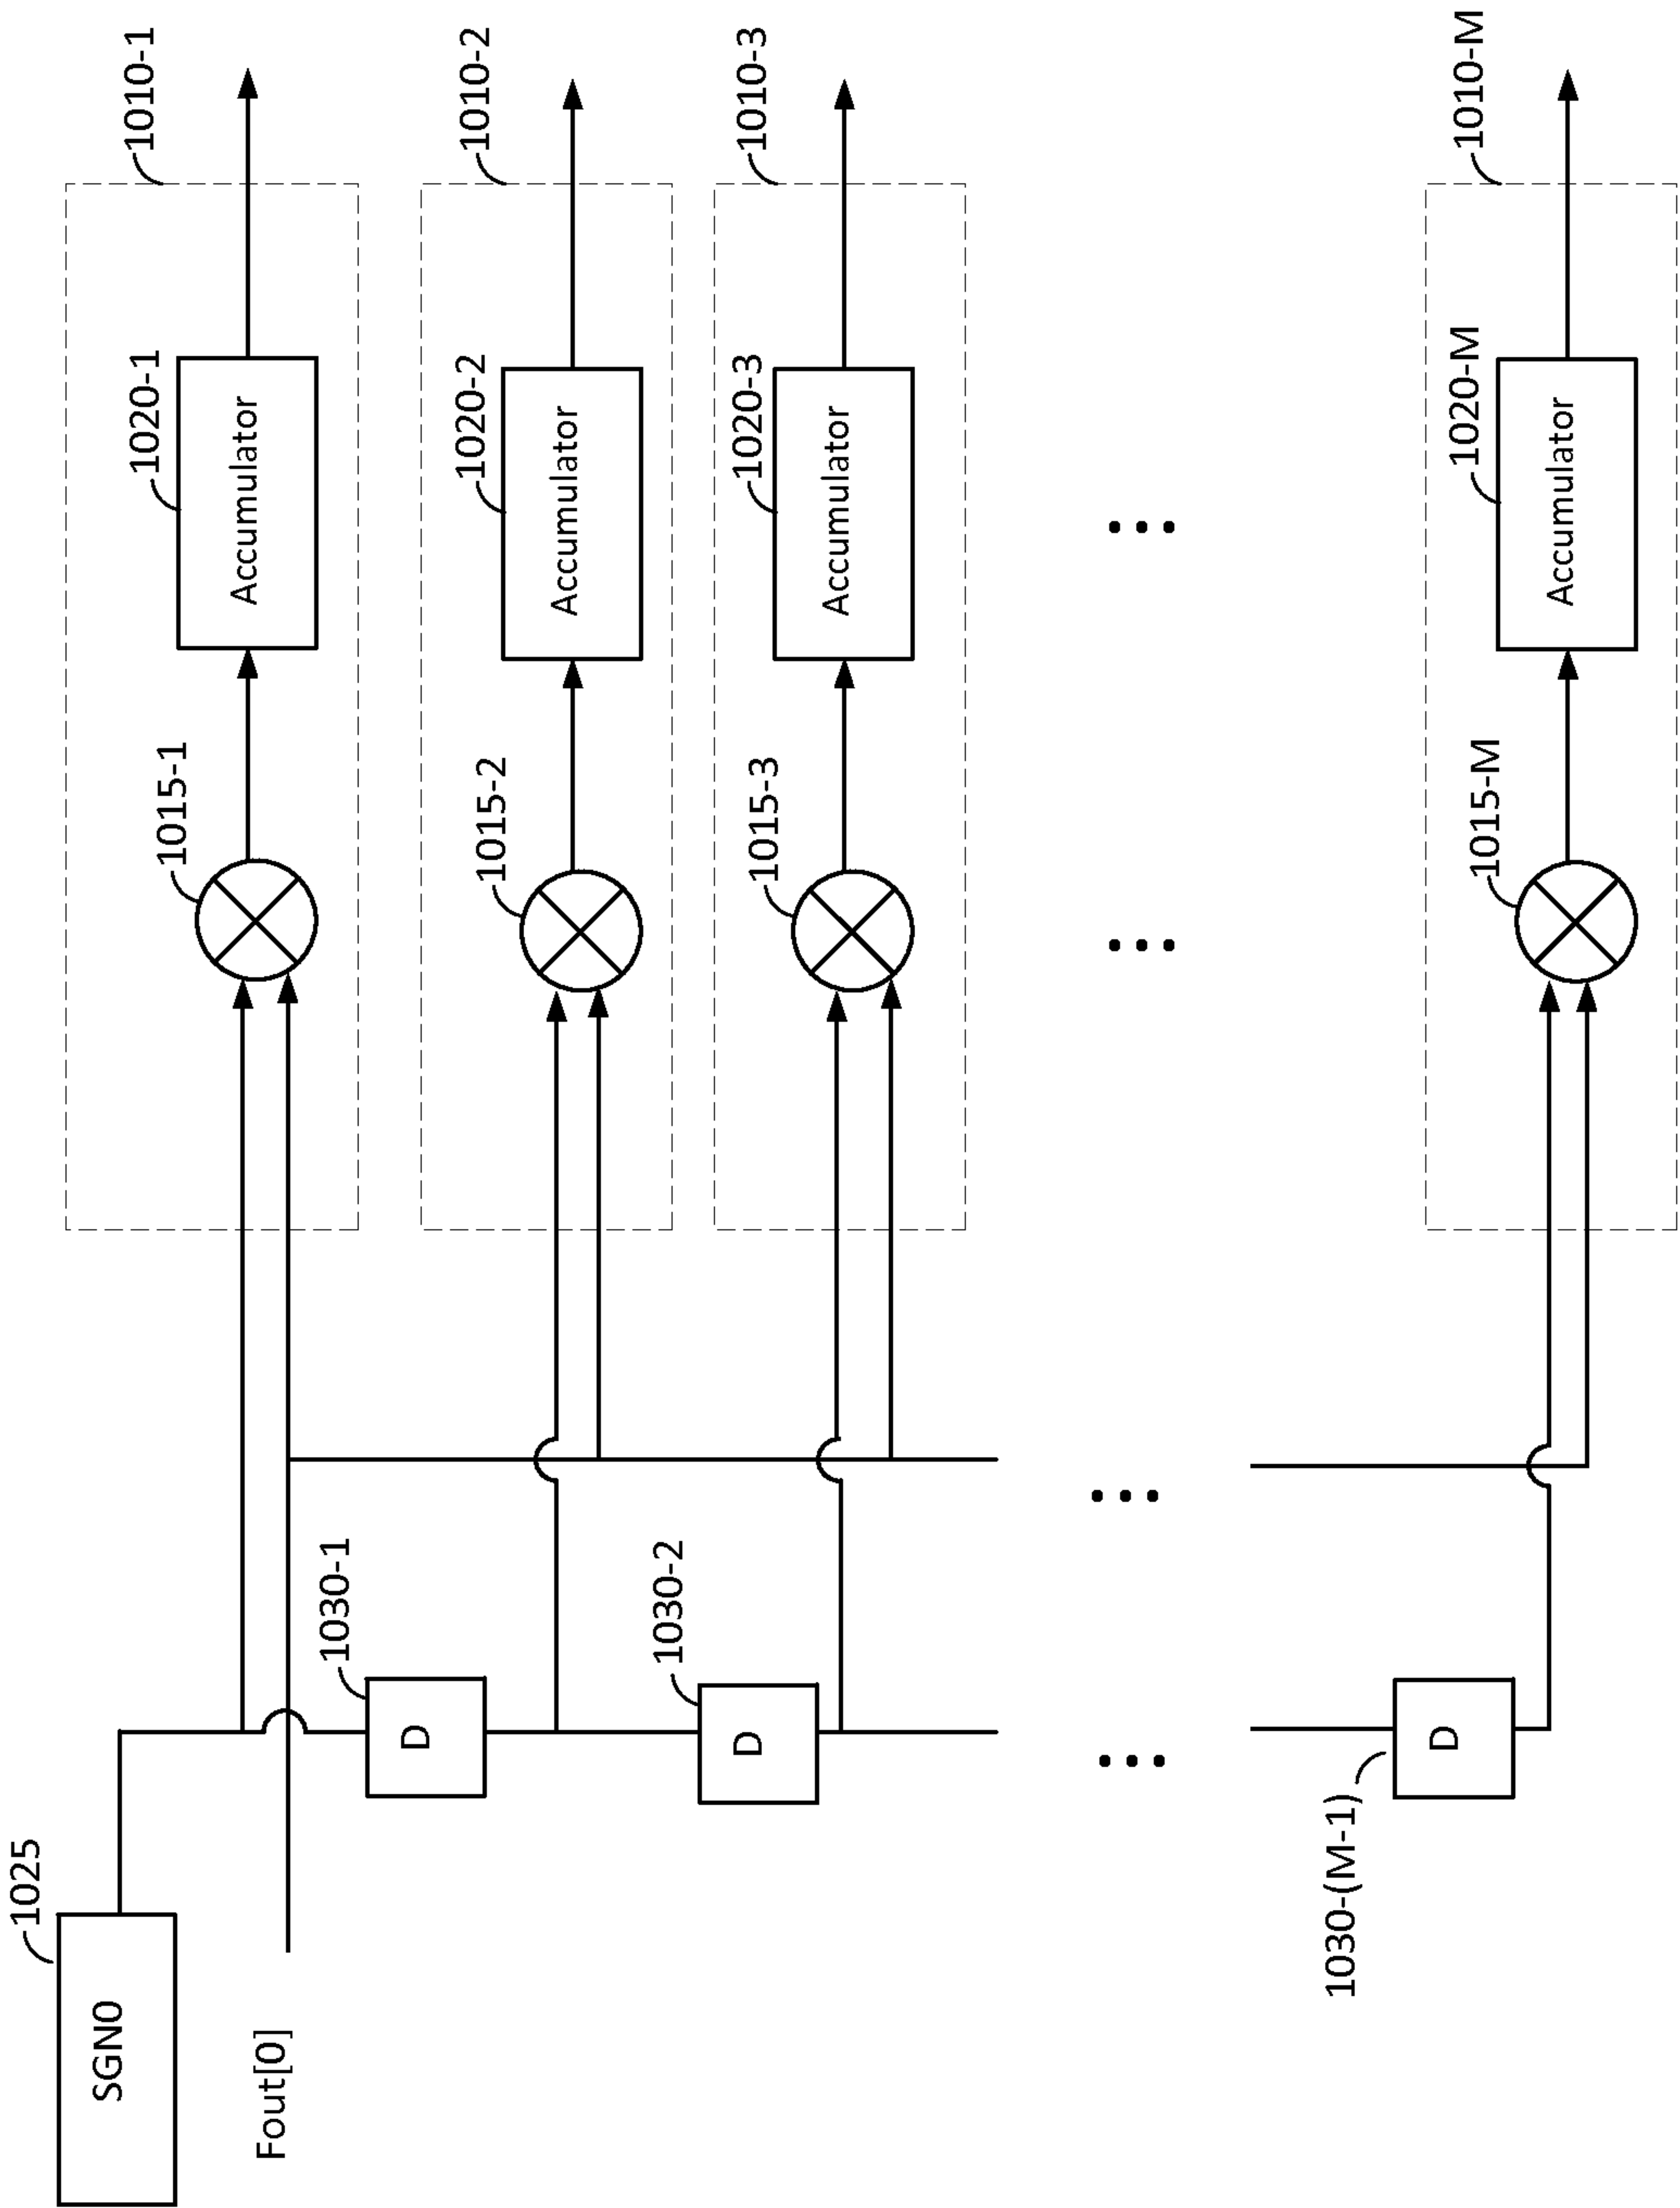 SGN0
1025
Fout[0]
D
1030-1
D
1030-2
D
1030-(M-1)
1015-1
Accumulator
1020-1
1010-1
1015-2
Accumulator
1020-2
1010-2
1015-3
Accumulator
1020-3
1010-3
1015-M
Accumulator
1020-M
1010-M